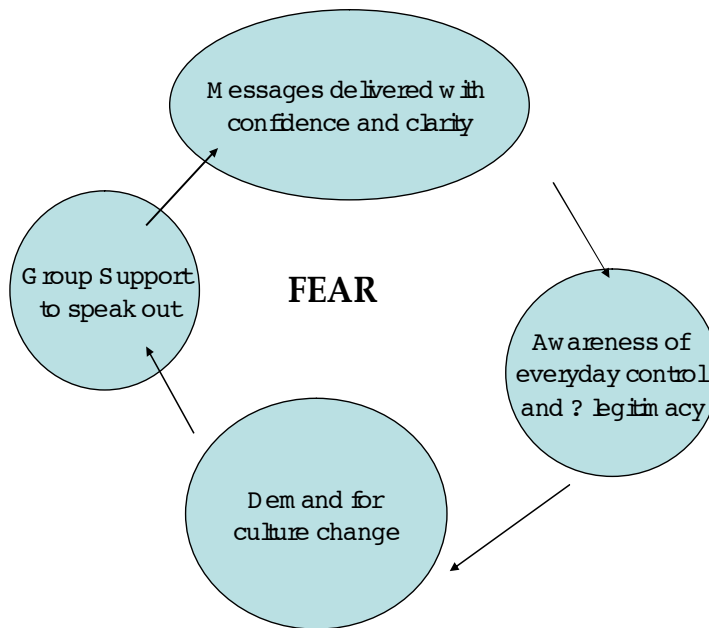 Messages delivered with
confidence and clarity
Group Support
to speak out
FEAR
Awareness of
everyday control
and ? legitimacy
Demand for
culture change